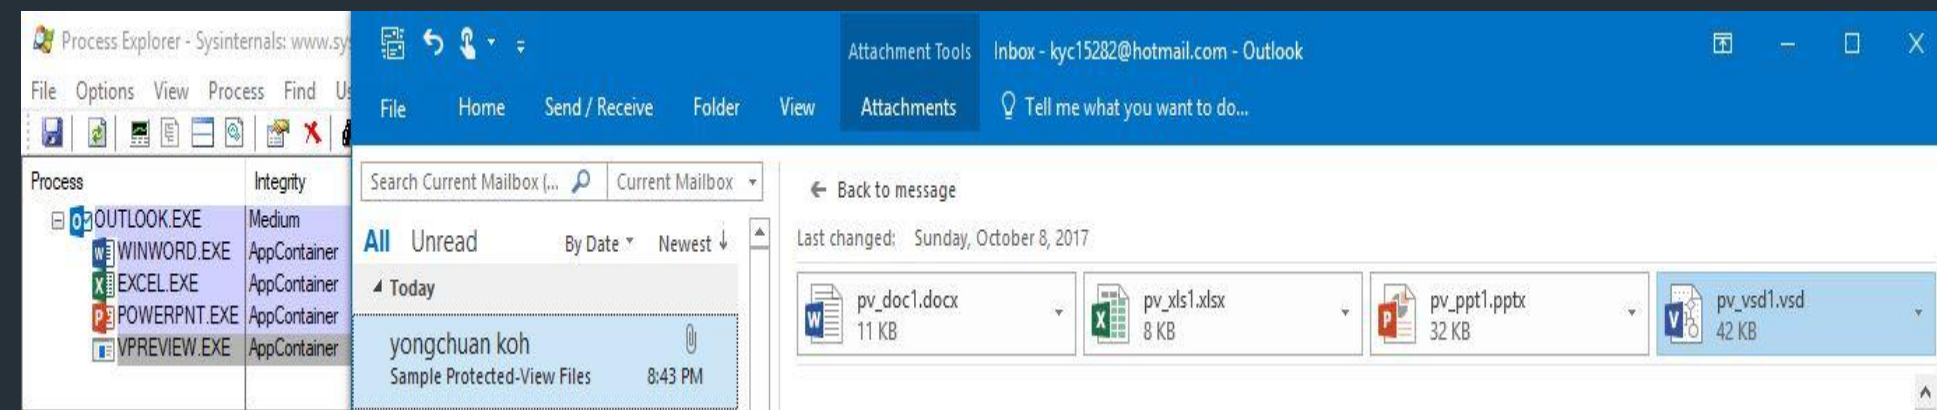 Process Explorer - Sysinternals: www.sy
File Options View Process Find
Process Integrity
OUTLOOK.EXE Medium
WINWORD.EXE AppContainer
EXCEL.EXE AppContainer
POWERPNT.EXE AppContainer
VPREVIEW.EXE AppContainer
Attachment Tools Inbox - kyc15282@hotmail.com - Outlook
File Home Send / Receive Folder View Attachments Tell me what you want to do...
Search Current Mailbox (... Current Mailbox
All Unread By Date Newest
Today
yongchuan koh
Sample Protected-View Files 8:43 PM
Back to message
Last changed: Sunday, October 8, 2017
pv_doc1.docx
11 KB
pv_xls1.xlsx
8 KB
pv_ppt1.pptx
32 KB
pv_vsd1.vsd
42 KB